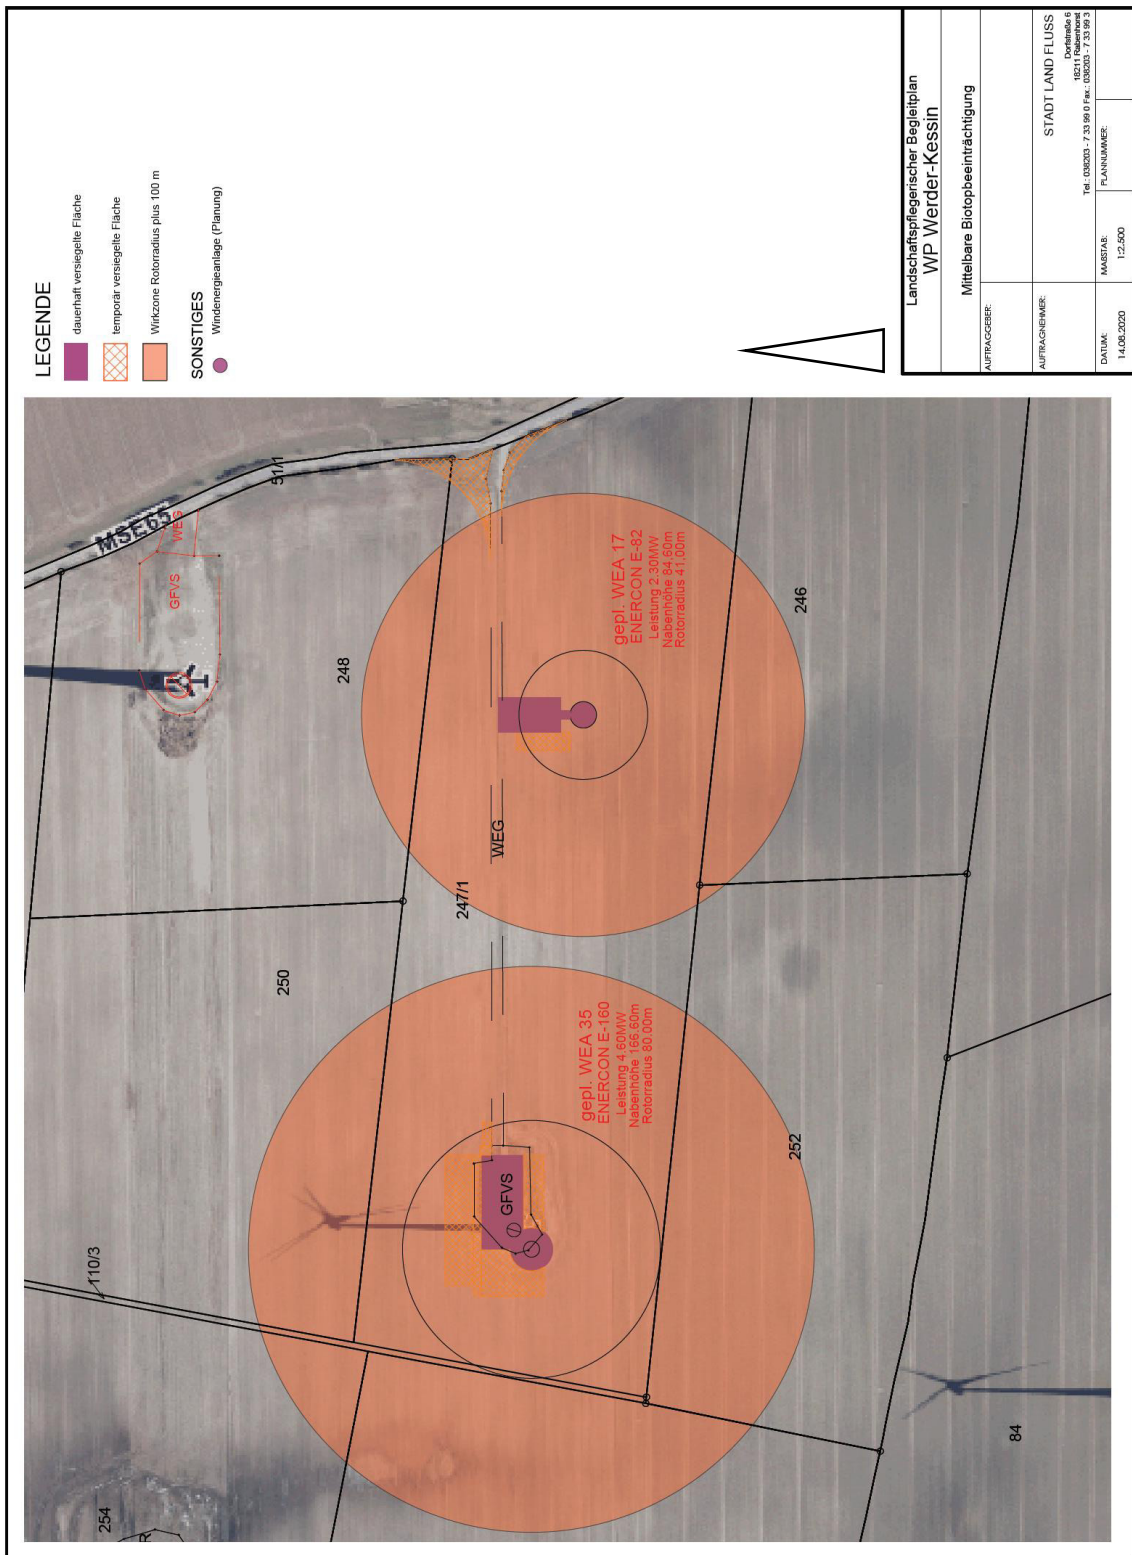 LEGENDE
dauerhaft versiegelte Fläche
temporär versiegelte Fläche
Wirkzone Rotorradius plus 100 m
SONSTIGES
Windenergieanlage (Planung)
MSE65
51/1
WEG
GFVS
248
gepl. WEA 17
ENERCON E-82
Leistung 2.30MW
Nabenhöhe 84.60m
Rotorradius 41.00m
246
WEG
247/1
250
gepl. WEA 35
ENERCON E-160
Leistung 4.60MW
Nabenhöhe 166.60m
Rotorradius 80.00m
252
GFVS
110/3
254
R
84
Landschaftspflegerischer Begleitplan
WP Werder-Kessin
Mittelbare Biotopbeeinträchtigung
AUFTRAGGEBER:
AUFTRAGNEHMER:
STADT LAND FLUSS
Dorfstraße 6
18211 Rabenhorst
Tel.: 038203 - 7 33 99 0 Fax.: 038203 - 7 33 99 3
DATUM:
14.08.2020
MAßSTAB:
1:2.500
PLANNUMMER: